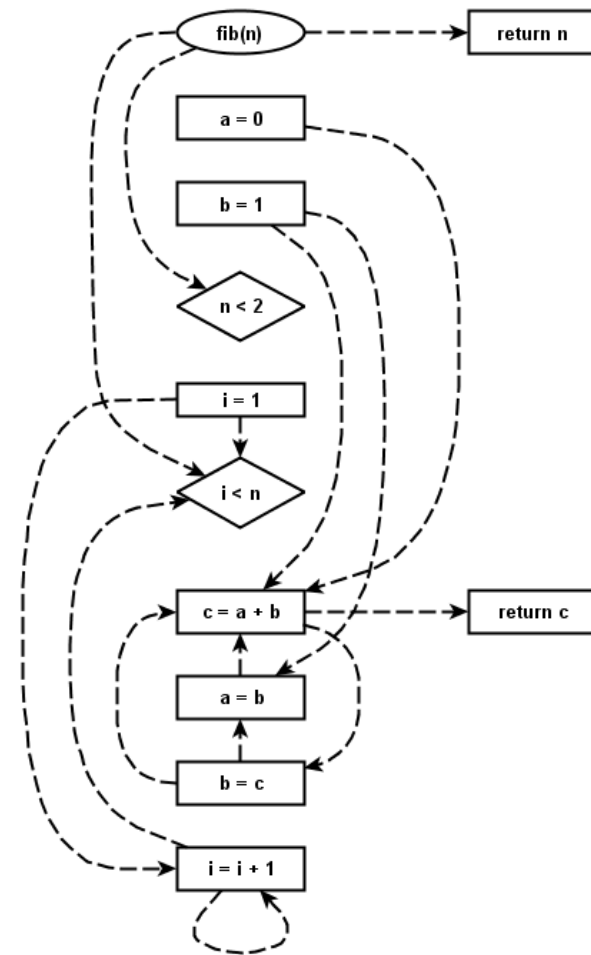 fib(n)
return n
a = 0
b = 1
n < 2
i = 1
i < n
c = a + b
return c
a = b
b = c
i = i + 1